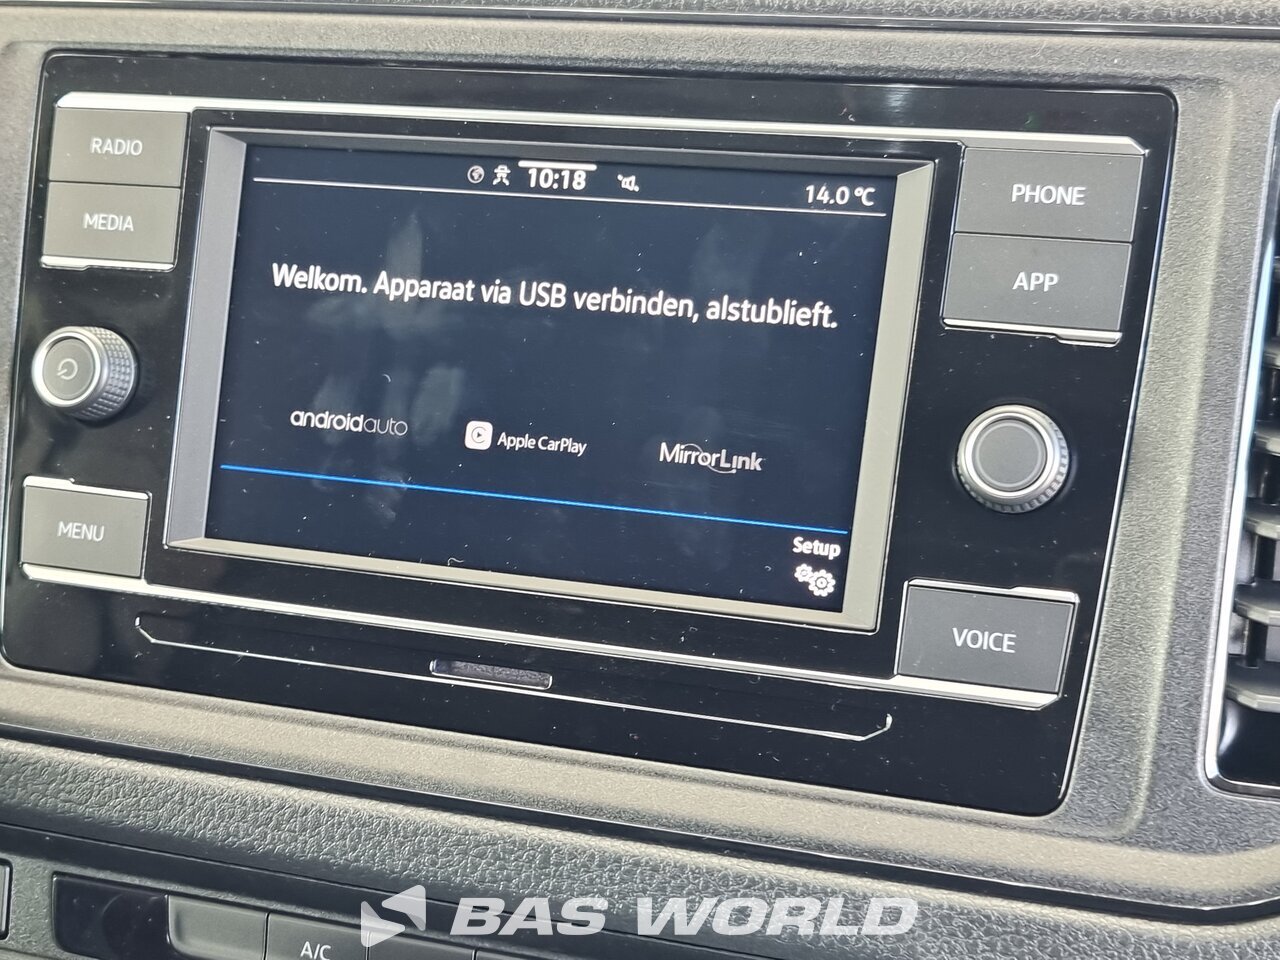 RADIO
MEDIA
MENU
10:18
14.0 °C
Welkom. Apparaat via USB verbinden, alstublieft.
androidauto
Apple CarPlay
MirrorLink
Setup
PHONE
APP
VOICE
A/C
BAS WORLD